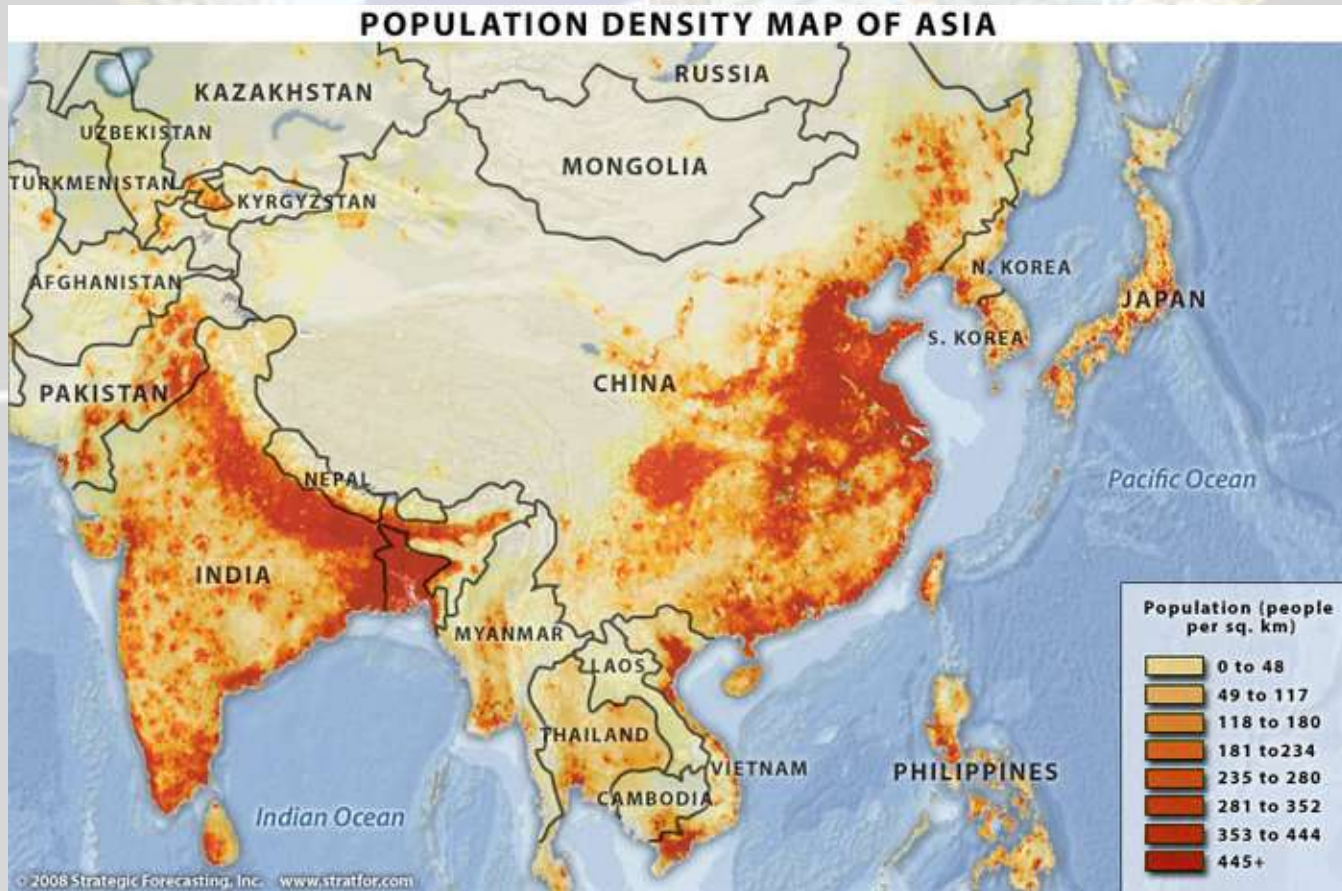 POPULATION DENSITY MAP OF ASIA
RUSSIA
KAZAKHSTAN
UZBEKISTAN
MONGOLIA
TURKMENISTAN
KYRGYZSTAN
AFGHANISTAN
N. KOREA
JAPAN
S. KOREA
PAKISTAN
CHINA
NEPAL
Pacific Ocean
INDIA
MYANMAR
LAOS
THAILAND
VIETNAM
PHILIPPINES
CAMBODIA
Indian Ocean
Population (people
per sq. km)
0 to 48
49 to 117
118 to 180
181 to234
235 to 280
281 to 352
353 to 444
445+
© 2008 Strategic Forecasting, Inc. www.stratfor.com